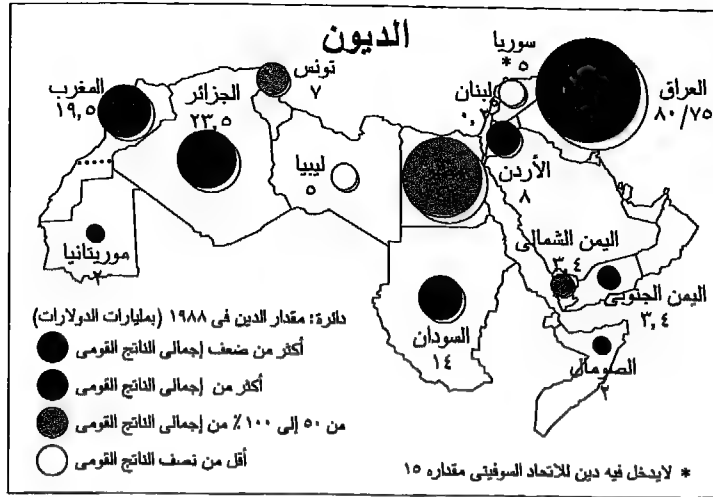 الديون
سوريا
* ٥
تونس
٧
المغرب
١٩,٥
الجزائر
٢٣,٥
لبنان
العراق
٨٠/٧٥
ليبيا
٥
الأردن
٨
موريتانيا
٢
اليمن الشمالى
٣,٤
اليمن الجنوبى
٣,٤
السودان
١٤
الصومال
٢
دائرة: مقدار الدين فى ١٩٨٨ (بمليارات الدولارات)
أكثر من ضعف إجمالى الناتج القومى
أكثر من إجمالى الناتج القومى
من ٥٠ إلى ١٠٠٪ من إجمالى الناتج القومى
أقل من نصف الناتج القومى
* لايدخل فيه دين للاتحاد السوفيتى مقداره ١٥